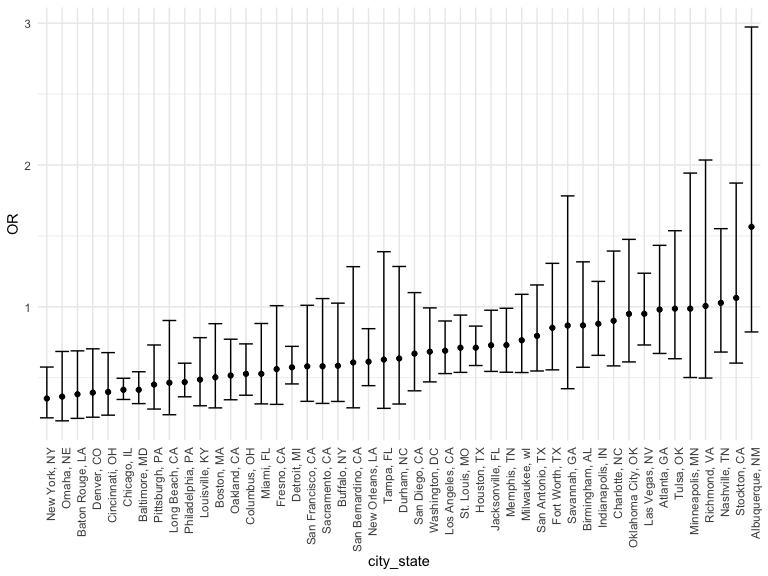 3
2
1
OR
New York, NY
Omaha, NE
Baton Rouge, LA
Denver, CO
Cincinnati, OH
Chicago, IL
Baltimore, MD
Pittsburgh, PA
Long Beach, CA
Philadelphia, PA
Louisville, KY
Boston, MA
Oakland, CA
Columbus, OH
Miami, FL
Fresno, CA
Detroit, MI
San Francisco, CA
Sacramento, CA
Buffalo, NY
San Bernardino, CA
New Orleans, LA
Tampa, FL
Durham, NC
San Diego, CA
Washington, DC
Los Angeles, CA
St. Louis, MO
Houston, TX
Jacksonville, FL
Memphis, TN
Milwaukee, wI
San Antonio, TX
Fort Worth, TX
Savannah, GA
Birmingham, AL
Indianapolis, IN
Charlotte, NC
Oklahoma City, OK
Las Vegas, NV
Atlanta, GA
Tulsa, OK
Minneapolis, MN
Richmond, VA
Nashville, TN
Stockton, CA
Albuquerque, NM
city_state